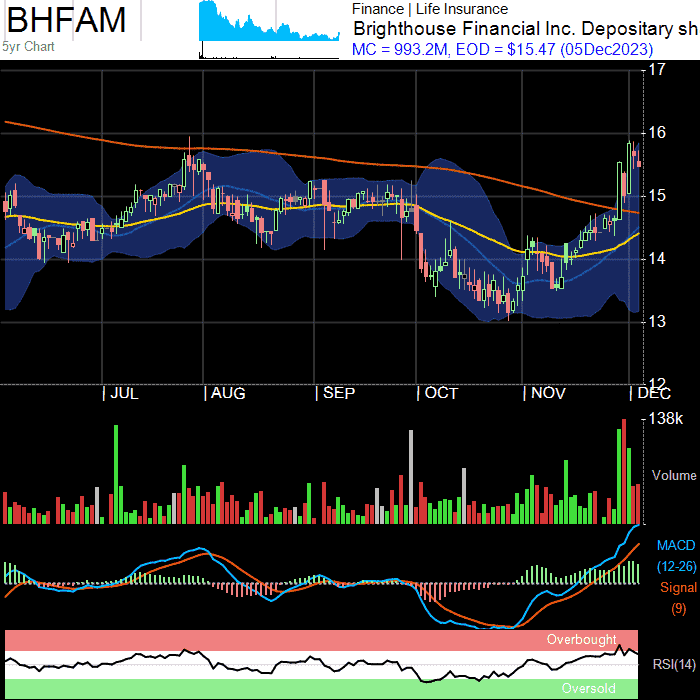 BHFAM
5yr Chart
Finance | Life Insurance
Brighthouse Financial Inc. Depositary sh
MC = 993.2M, EOD = $15.47 (05Dec2023)
17
16
15
14
13
12
| JUL | AUG | SEP | OCT | NOV | DEC
138k
Volume
MACD
(12-26)
Signal
(9)
Overbought
RSI(14)
Oversold